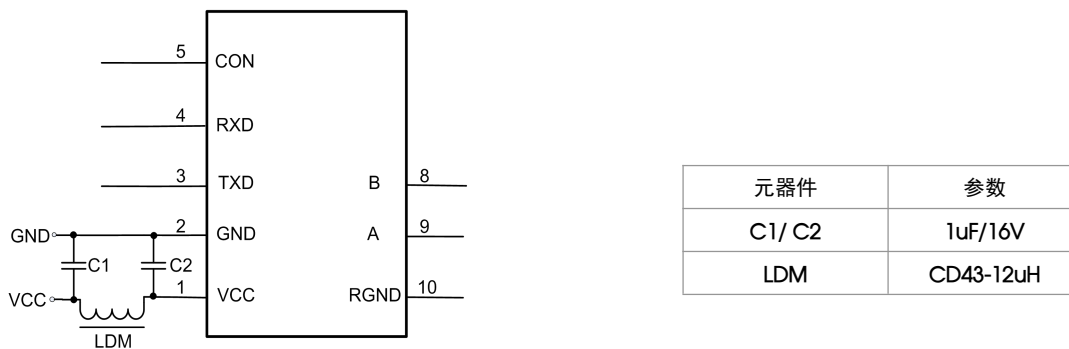 5 CON
4 RXD
3 TXD
B 8
GND 2 GND
A 9
C1 C2
VCC 1 VCC
RGND 10
LDM
元器件 参数
C1/ C2 1uF/16V
LDM CD43-12uH